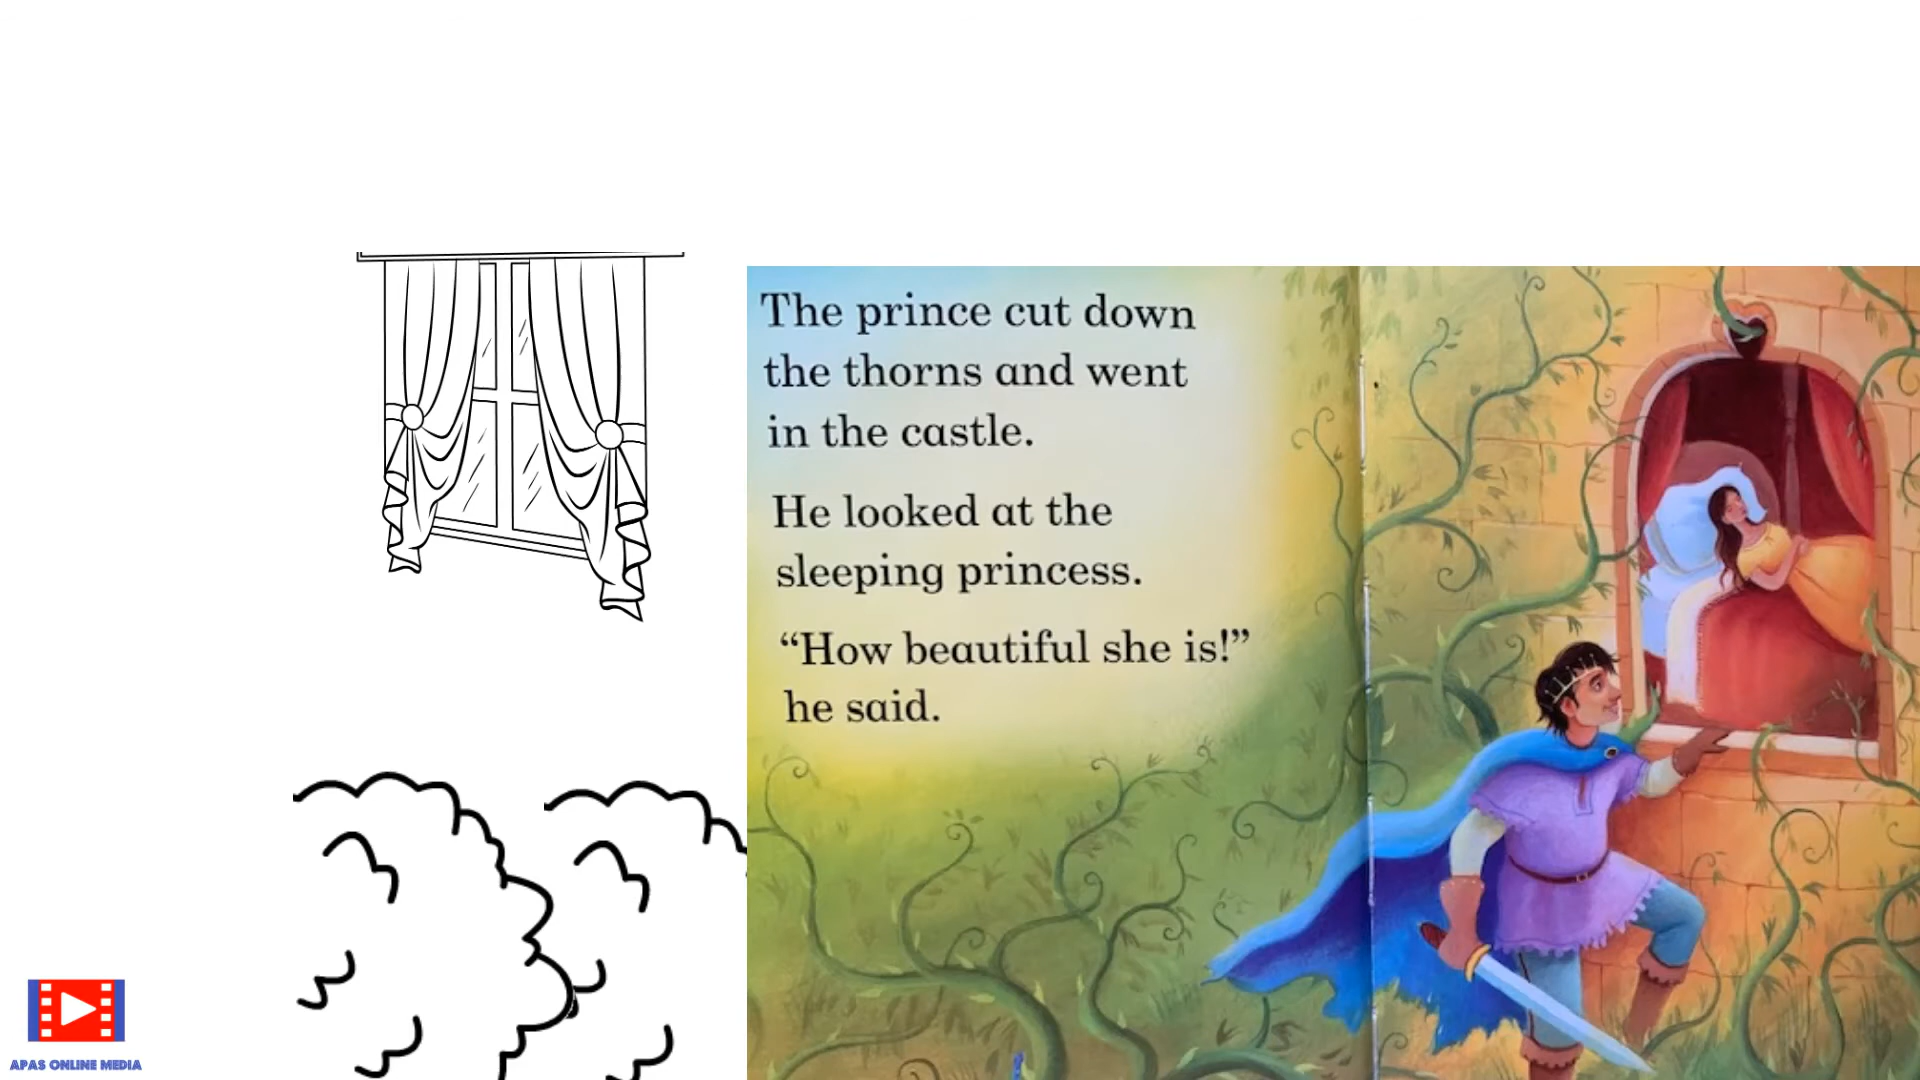 The prince cut down
the thorns and went
in the castle.
He looked at the
sleeping princess.
“How beautiful she is!”
he said.
APAS ONLINE MEDIA